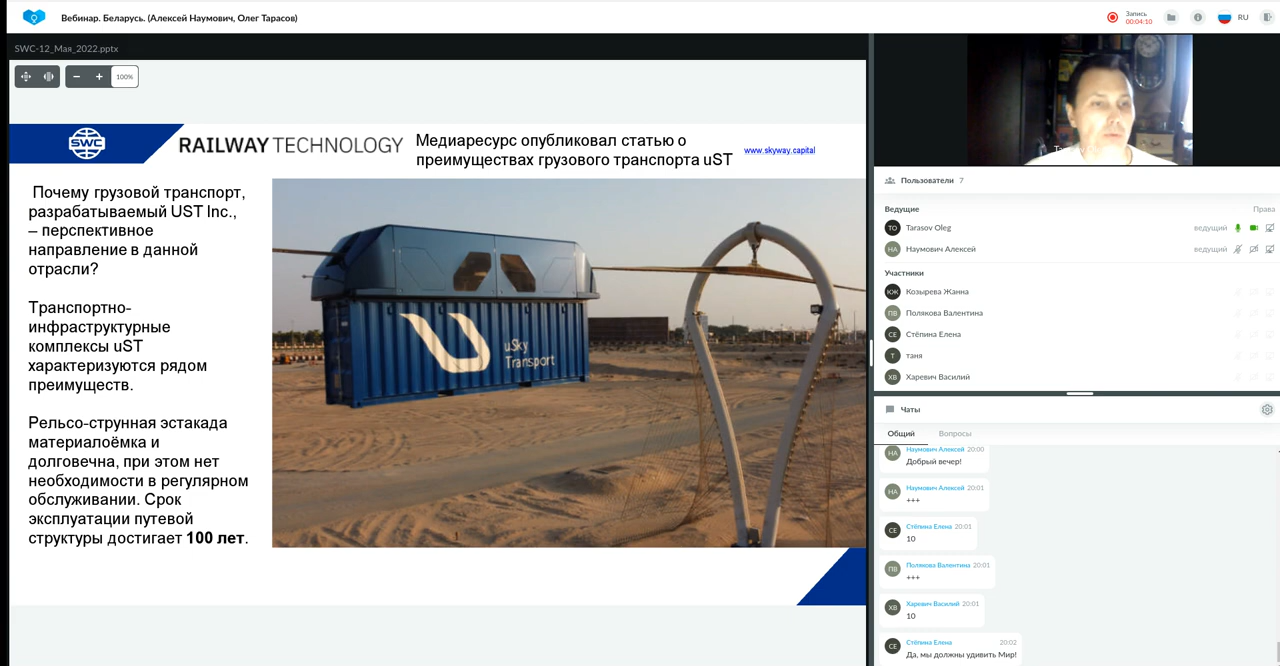 Вебинар. Беларусь. (Алексей Наумович, Олег Тарасов)
Запись
00:04:10
RU
SWC-12_Мая_2022.pptx
100%
SWC
RAILWAY TECHNOLOGY
Медиаресурс опубликовал статью о
преимуществах грузового транспорта uST
www.skyway.capital
Почему грузовой транспорт,
разрабатываемый UST Inc.,
– перспективное
направление в данной
отрасли?
Транспортно-
инфраструктурные
комплексы uST
характеризуются рядом
преимуществ.
Рельсо-струнная эстакада
материалоёмка и
долговечна, при этом нет
необходимости в регулярном
обслуживании. Срок
эксплуатации путевой
структуры достигает 100 лет.
uSky
Transport
Пользователи 7
Ведущие
Права
TO Tarasov Oleg ведущий
НА Наумович Алексей ведущий
Участники
КЖ Козырева Жанна
ПВ Полякова Валентина
СЕ Стёпина Елена
Т таня
ХВ Харевич Василий
Чаты
Общий Вопросы
НА Наумович Алексей 20:00
Добрый вечер!
НА Наумович Алексей 20:01
+++
СЕ Стёпина Елена 20:01
10
ПВ Полякова Валентина 20:01
+++
ХВ Харевич Василий 20:01
10
СЕ Стёпина Елена 20:02
Да, мы должны удивить Мир!